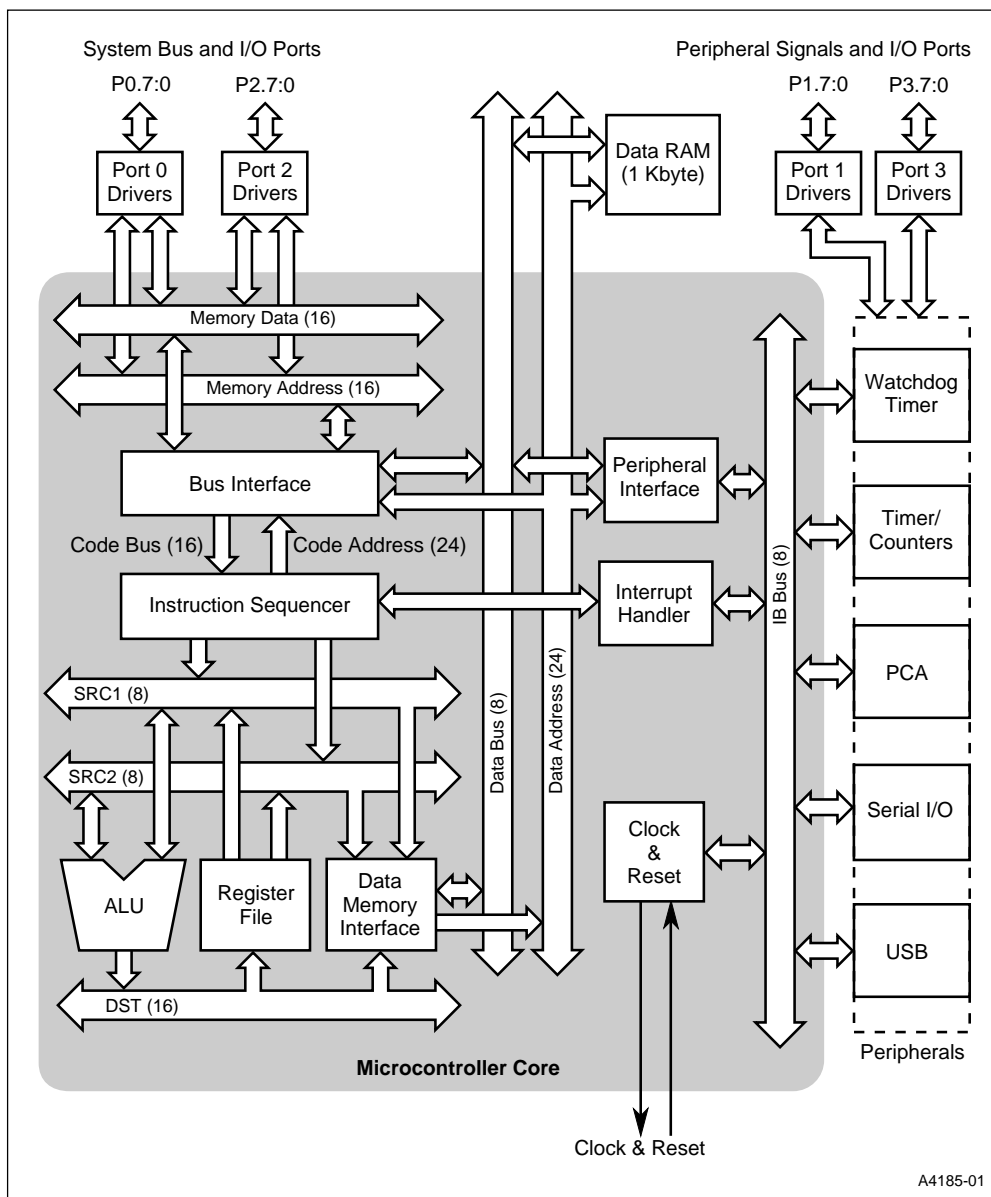 System Bus and I/O Ports
Peripheral Signals and I/O Ports
P0.7:0
P2.7:0
P1.7:0
P3.7:0
Port 0
Drivers
Port 2
Drivers
Data RAM
(1 Kbyte)
Port 1
Drivers
Port 3
Drivers
Memory Data (16)
Memory Address (16)
Bus Interface
Peripheral
Interface
Watchdog
Timer
Code Bus (16)
Code Address (24)
Timer/
Counters
Instruction Sequencer
Interrupt
Handler
IB Bus (8)
SRC1 (8)
PCA
Data Bus (8)
Data Address (24)
SRC2 (8)
Serial I/O
Clock
&
Reset
ALU
Register
File
Data
Memory
Interface
USB
DST (16)
Peripherals
Microcontroller Core
Clock & Reset
A4185-01